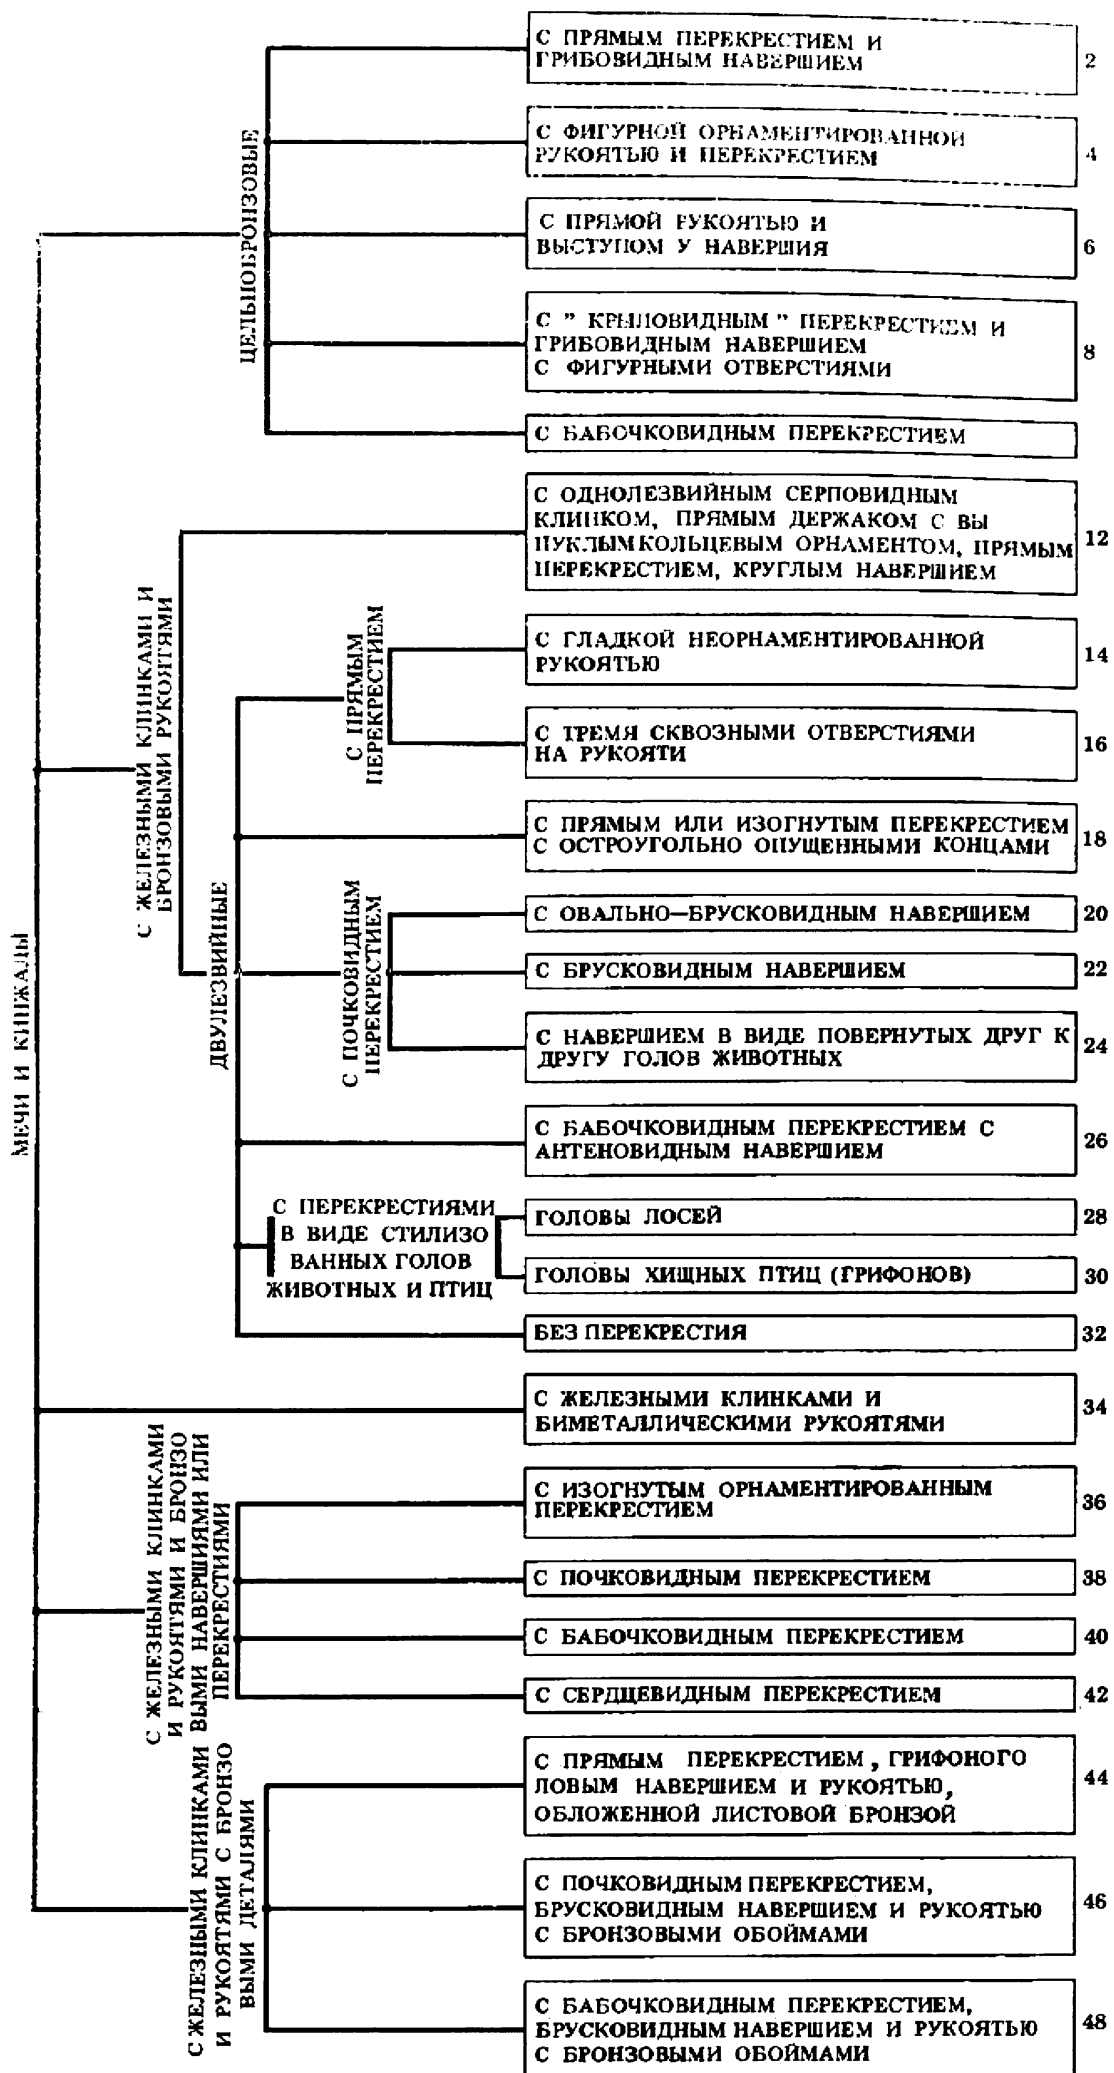 МЕЧИ И КИНЖАЛЫ
ЦЕЛЬНОБРОНЗОВЫЕ
С ПРЯМЫМ ПЕРЕКРЕСТИЕМ И
ГРИБОВИДНЫМ НАВЕРШИЕМ
2
С ФИГУРНОЙ ОРНАМЕНТИРОВАННОЙ
РУКОЯТЬЮ И ПЕРЕКРЕСТИЕМ
4
С ПРЯМОЙ РУКОЯТЬЮ И
ВЫСТУПОМ У НАВЕРШИЯ
6
С " КРЫЛОВИДНЫМ " ПЕРЕКРЕСТИЕМ И
ГРИБОВИДНЫМ НАВЕРШИЕМ
С ФИГУРНЫМИ ОТВЕРСТИЯМИ
8
С БАБОЧКОВИДНЫМ ПЕРЕКРЕСТИЕМ
С ЖЕЛЕЗНЫМИ КЛИНКАМИ И
БРОНЗОВЫМИ РУКОЯТЯМИ
С ОДНОЛЕЗВИЙНЫМ СЕРПОВИДНЫМ
КЛИНКОМ, ПРЯМЫМ ДЕРЖАКОМ С ВЫ
ПУКЛЫМ КОЛЬЦЕВЫМ ОРНАМЕНТОМ, ПРЯМЫМ
ПЕРЕКРЕСТИЕМ, КРУГЛЫМ НАВЕРШИЕМ
12
ДВУЛЕЗВИЙНЫЕ
С ПРЯМЫМ
ПЕРЕКРЕСТИЕМ
С ГЛАДКОЙ НЕОРНАМЕНТИРОВАННОЙ
РУКОЯТЬЮ
14
С ТРЕМЯ СКВОЗНЫМИ ОТВЕРСТИЯМИ
НА РУКОЯТИ
16
С ПРЯМЫМ ИЛИ ИЗОГНУТЫМ ПЕРЕКРЕСТИЕМ
С ОСТРОУГОЛЬНО ОПУЩЕННЫМИ КОНЦАМИ
18
С ПОЧКОВИДНЫМ
ПЕРЕКРЕСТИЕМ
С ОВАЛЬНО-БРУСКОВИДНЫМ НАВЕРШИЕМ
20
С БРУСКОВИДНЫМ НАВЕРШИЕМ
22
С НАВЕРШИЕМ В ВИДЕ ПОВЕРНУТЫХ ДРУГ К
ДРУГУ ГОЛОВ ЖИВОТНЫХ
24
С БАБОЧКОВИДНЫМ ПЕРЕКРЕСТИЕМ С
АНТЕНОВИДНЫМ НАВЕРШИЕМ
26
С ПЕРЕКРЕСТИЯМИ
В ВИДЕ СТИЛИЗО
ВАННЫХ ГОЛОВ
ЖИВОТНЫХ И ПТИЦ
ГОЛОВЫ ЛОСЕЙ
28
ГОЛОВЫ ХИЩНЫХ ПТИЦ (ГРИФОНОВ)
30
БЕЗ ПЕРЕКРЕСТИЯ
32
С ЖЕЛЕЗНЫМИ КЛИНКАМИ И
БИМЕТАЛЛИЧЕСКИМИ РУКОЯТЯМИ
34
С ЖЕЛЕЗНЫМИ КЛИНКАМИ
И РУКОЯТЯМИ И БРОНЗО
ВЫМИ НАВЕРШИЯМИ ИЛИ
ПЕРЕКРЕСТИЯМИ
С ИЗОГНУТЫМ ОРНАМЕНТИРОВАННЫМ
ПЕРЕКРЕСТИЕМ
36
С ПОЧКОВИДНЫМ ПЕРЕКРЕСТИЕМ
38
С БАБОЧКОВИДНЫМ ПЕРЕКРЕСТИЕМ
40
С СЕРДЦЕВИДНЫМ ПЕРЕКРЕСТИЕМ
42
С ЖЕЛЕЗНЫМИ КЛИНКАМИ
И РУКОЯТЯМИ С БРОНЗО
ВЫМИ ДЕТАЛЯМИ
С ПРЯМЫМ ПЕРЕКРЕСТИЕМ, ГРИФОНОГО
ЛОВЫМ НАВЕРШИЕМ И РУКОЯТЬЮ,
ОБЛОЖЕННОЙ ЛИСТОВОЙ БРОНЗОЙ
44
С ПОЧКОВИДНЫМ ПЕРЕКРЕСТИЕМ,
БРУСКОВИДНЫМ НАВЕРШИЕМ И РУКОЯТЬЮ
С БРОНЗОВЫМИ ОБОЙМАМИ
46
С БАБОЧКОВИДНЫМ ПЕРЕКРЕСТИЕМ,
БРУСКОВИДНЫМ НАВЕРШИЕМ И РУКОЯТЬЮ
С БРОНЗОВЫМИ ОБОЙМАМИ
48